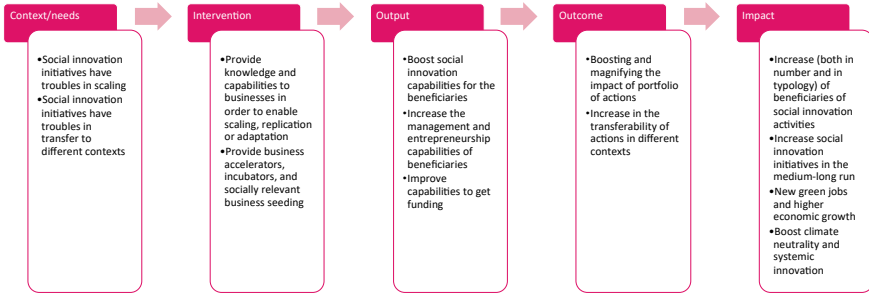 Context/needs
•Social innovation
initiatives have
troubles in scaling
•Social innovation
initiatives have
troubles in
transfer to
different contexts
Intervention
•Provide
knowledge and
capabilities to
businesses in
order to enable
scaling, replication
or adaptation
•Provide business
accelerators,
incubators, and
socially relevant
business seeding
Output
•Boost social
innovation
capabilities for the
beneficiaries
•Increase the
management and
entrepreneurship
capabilities of
beneficiaries
•Improve
capabilities to get
funding
Outcome
•Boosting and
magnifying the
impact of portfolio
of actions
•Increase in the
transferability of
actions in different
contexts
Impact
•Increase (both in
number and in
typology) of
beneficiaries of
social innovation
activities
•Increase social
innovation
initiatives in the
medium-long run
•New green jobs
and higher
economic growth
•Boost climate
neutrality and
systemic
innovation